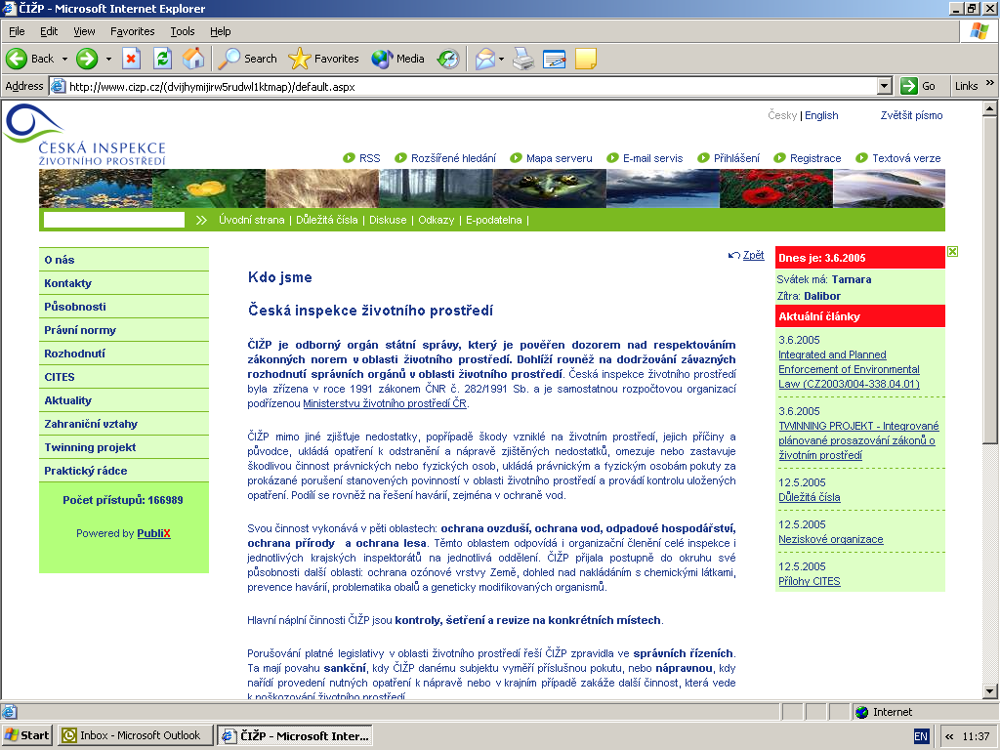 ČIŽP - Microsoft Internet Explorer
File Edit View Favorites Tools Help
Back Search Favorites Media
Address http://www.cizp.cz/(dvijhymijirw5rudwl1ktmap)/default.aspx Go Links »
Česky | English Zvětšit písmo
ČESKÁ INSPEKCE
ŽIVOTNÍHO PROSTŘEDÍ
RSS Rozšířené hledání Mapa serveru E-mail servis Přihlášení Registrace Textová verze
Úvodní strana | Důležitá čísla | Diskuse | Odkazy | E-podatelna |
O nás
Kontakty
Působnosti
Právní normy
Rozhodnutí
CITES
Aktuality
Zahraniční vztahy
Twinning projekt
Praktický rádce
Počet přístupů: 166989
Powered by PubliX
Zpět
Kdo jsme
Česká inspekce životního prostředí
ČIŽP je odborný orgán státní správy, který je pověřen dozorem nad respektováním
zákonných norem v oblasti životního prostředí. Dohlíží rovněž na dodržování závazných
rozhodnutí správních orgánů v oblasti životního prostředí. Česká inspekce životního prostředí
byla zřízena v roce 1991 zákonem ČNR č. 282/1991 Sb. a je samostatnou rozpočtovou organizací
podřízenou Ministerstvu životního prostředí ČR.
ČIŽP mimo jiné zjišťuje nedostatky, popřípadě škody vzniklé na životním prostředí, jejich příčiny a
původce, ukládá opatření k odstranění a nápravě zjištěných nedostatků, omezuje nebo zastavuje
škodlivou činnost právnických nebo fyzických osob, ukládá právnickým a fyzickým osobám pokuty za
prokázané porušení stanovených povinností v oblasti životního prostředí a provádí kontrolu uložených
opatření. Podílí se rovněž na řešení havárií, zejména v ochraně vod.
Svou činnost vykonává v pěti oblastech: ochrana ovzduší, ochrana vod, odpadové hospodářství,
ochrana přírody a ochrana lesa. Těmto oblastem odpovídá i organizační členění celé inspekce i
jednotlivých krajských inspektorátů na jednotlivá oddělení. ČIŽP přijala postupně do okruhu své
působnosti další oblasti: ochrana ozónové vrstvy Země, dohled nad nakládáním s chemickými látkami,
prevence havárií, problematika obalů a geneticky modifikovaných organismů.
Hlavní náplní činnosti ČIŽP jsou kontroly, šetření a revize na konkrétních místech.
Porušování platné legislativy v oblasti životního prostředí řeší ČIŽP zpravidla ve správních řízeních.
Ta mají povahu sankční, kdy ČIŽP danému subjektu vyměří příslušnou pokutu, nebo nápravnou, kdy
nařídí provedení nutných opatření k nápravě nebo v krajním případě zakáže další činnost, která vede
k poškozování životního prostředí.
Dnes je: 3.6.2005
Svátek má: Tamara
Zítra: Dalibor
Aktuální články
3.6.2005
Integrated and Planned
Enforcement of Environmental
Law (CZ2003/004-338.04.01)
3.6.2005
TWINNING PROJEKT - Integrované
plánované prosazování zákonů o
životním prostředí
12.5.2005
Důležitá čísla
12.5.2005
Neziskové organizace
12.5.2005
Přílohy CITES
Internet
Start Inbox - Microsoft Outlook ČIŽP - Microsoft Inter... EN « 11:37